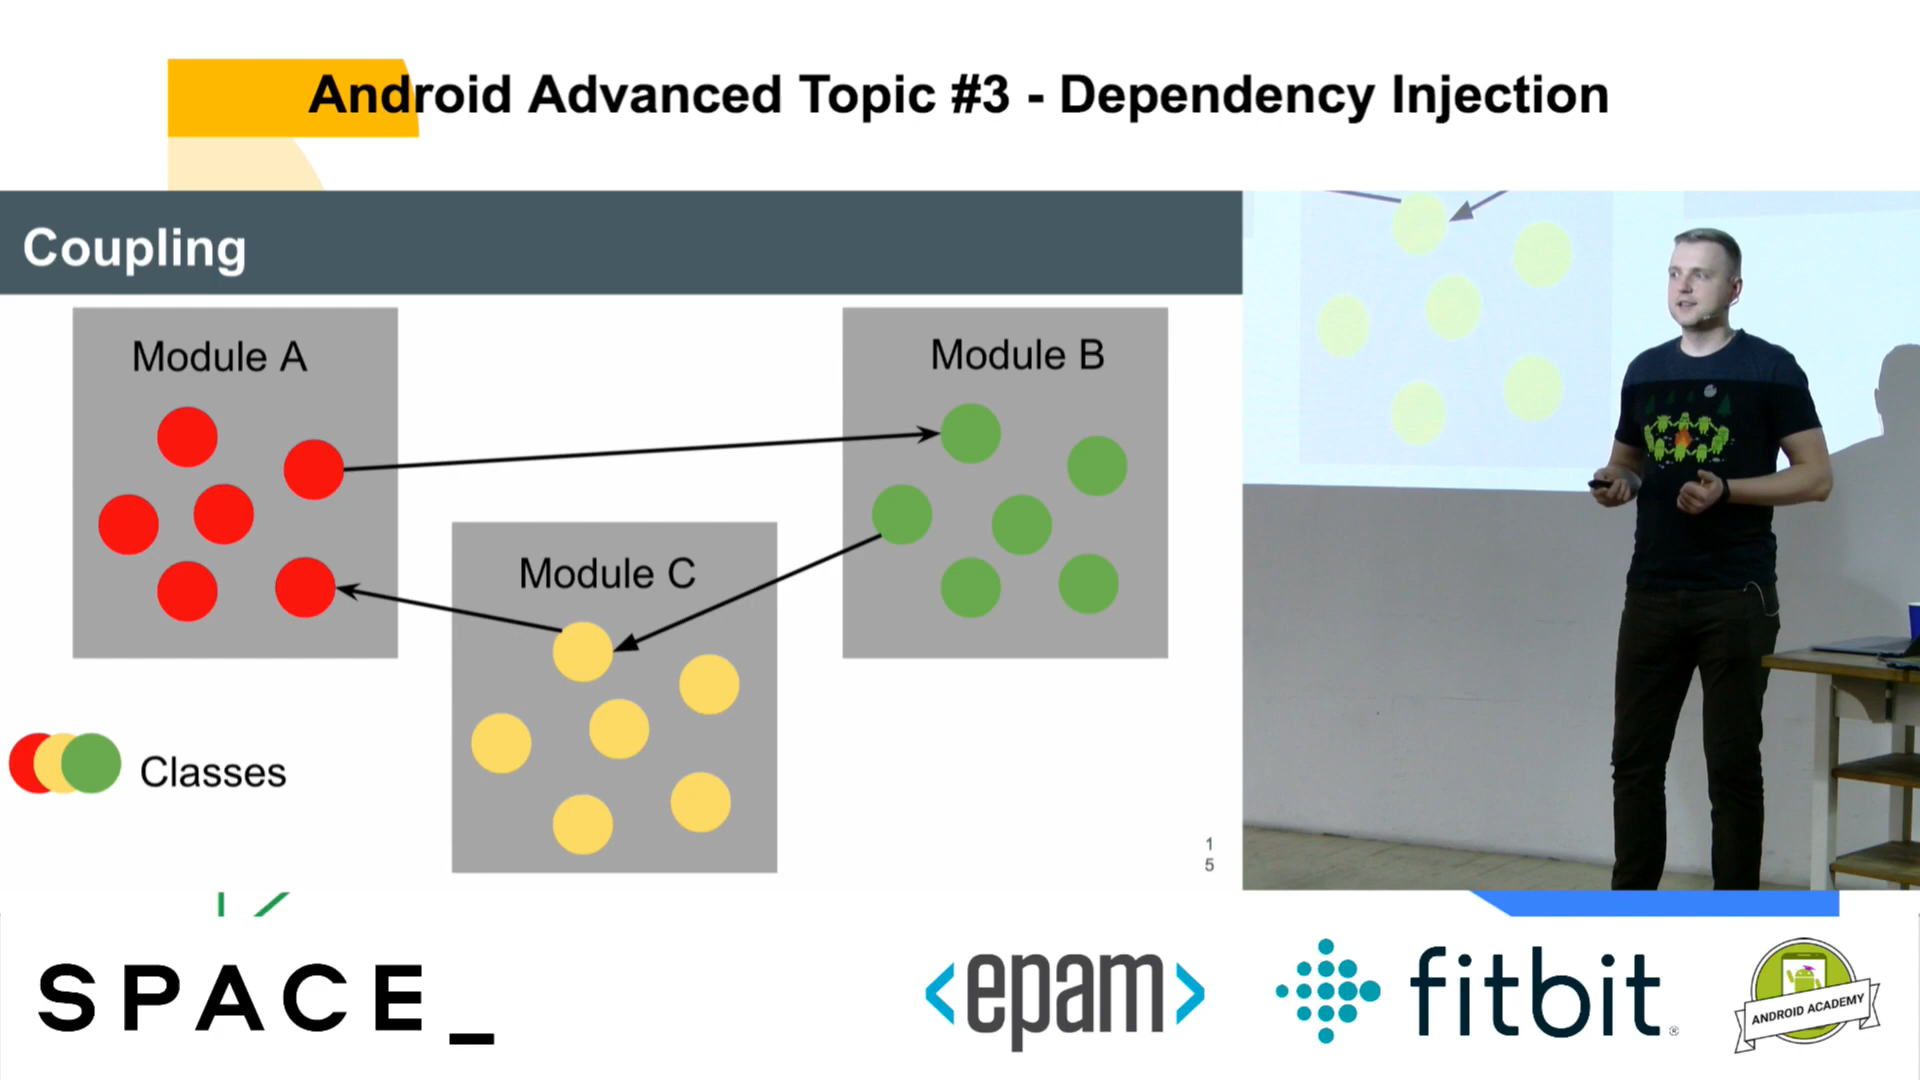 Android Advanced Topic #3 - Dependency Injection
Coupling
Module A
Module B
Module C
Classes
1
5
SPACE_
<epam>
fitbit®
ANDROID ACADEMY